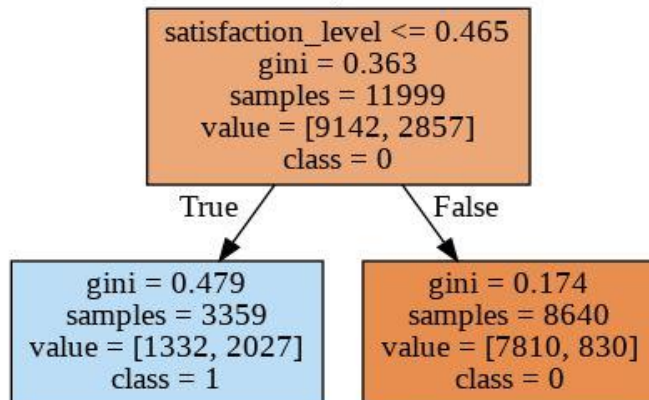 satisfaction_level <= 0.465
gini = 0.363
samples = 11999
value = [9142, 2857]
class = 0
True
False
gini = 0.479
samples = 3359
value = [1332, 2027]
class = 1
gini = 0.174
samples = 8640
value = [7810, 830]
class = 0